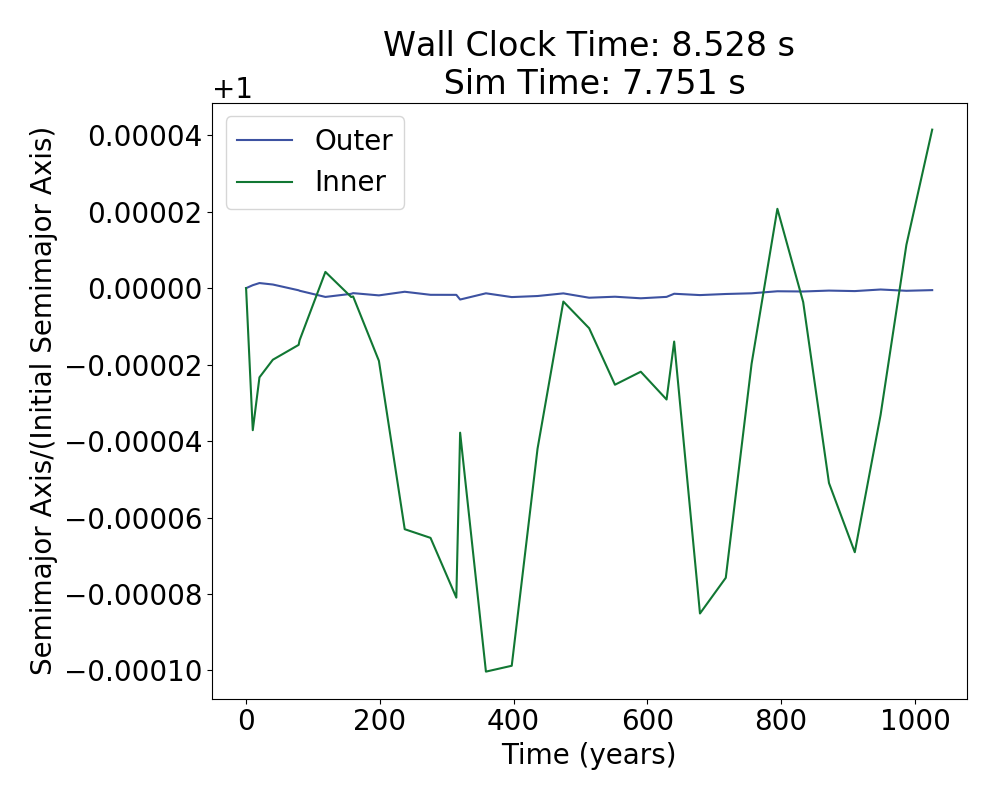 Wall Clock Time: 8.528 s
Sim Time: 7.751 s
+1
Outer
Inner
0.00004
0.00002
0.00000
−0.00002
−0.00004
−0.00006
−0.00008
−0.00010
Semimajor Axis/(Initial Semimajor Axis)
0
200
400
600
800
1000
Time (years)